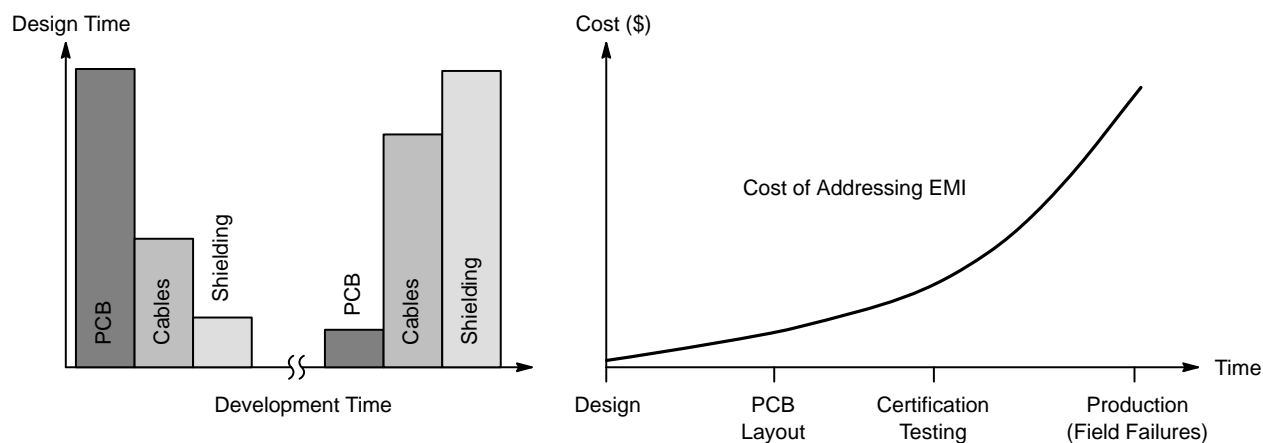 Design Time
PCB
Cables
Shielding
PCB
Cables
Shielding
Development Time
Cost ($)
Cost of Addressing EMI
Time
Design
PCB
Layout
Certification
Testing
Production
(Field Failures)